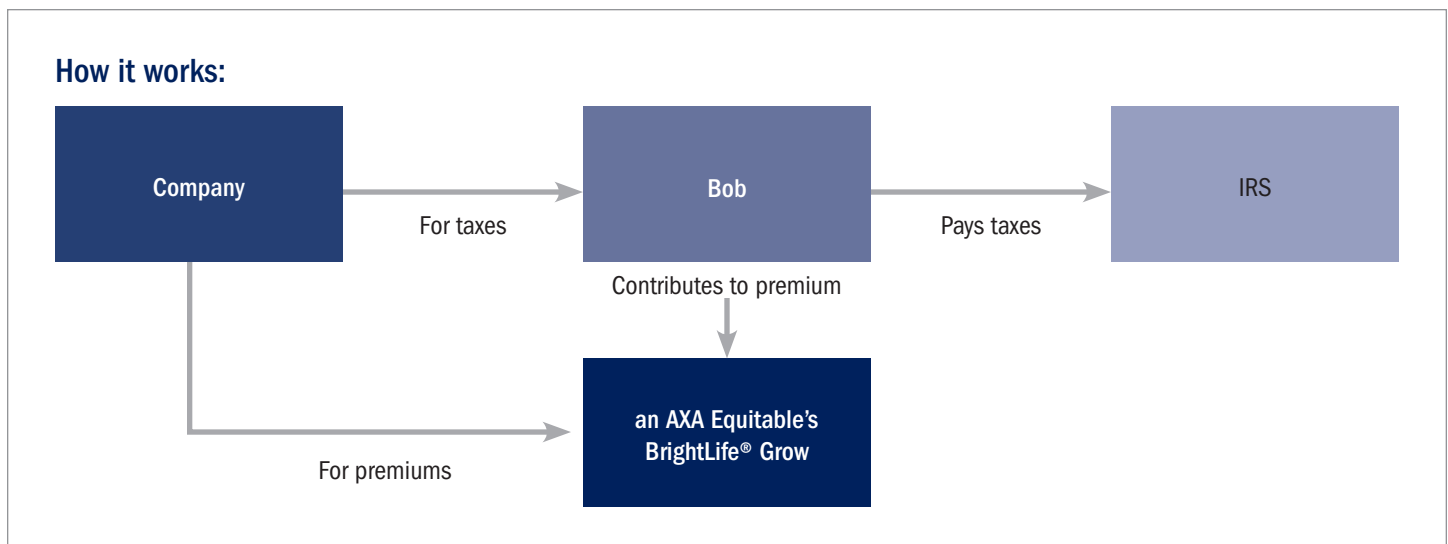 How it works:
Company
For taxes
Bob
Pays taxes
IRS
Contributes to premium
an AXA Equitable’s
BrightLife® Grow
For premiums